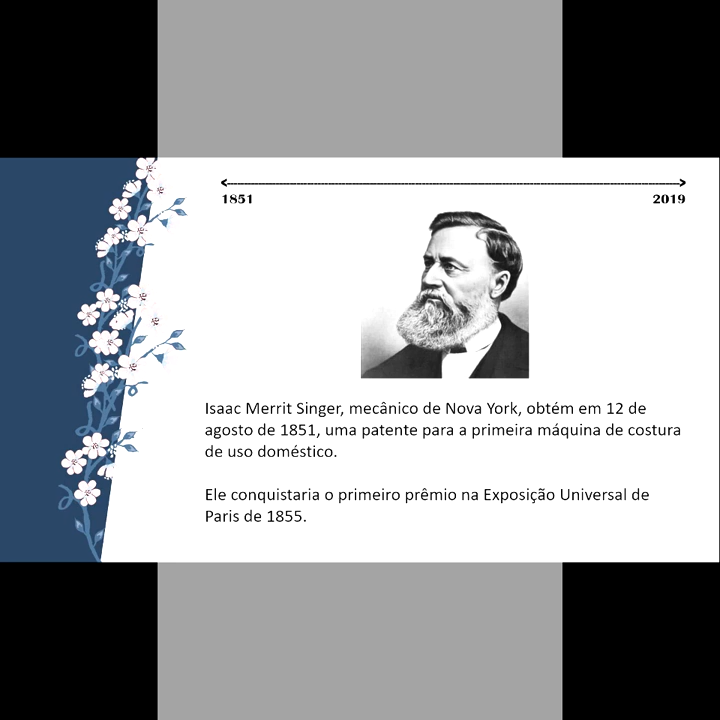 1851 2019
Isaac Merrit Singer, mecânico de Nova York, obtém em 12 de
agosto de 1851, uma patente para a primeira máquina de costura
de uso doméstico.
Ele conquistaria o primeiro prêmio na Exposição Universal de
Paris de 1855.